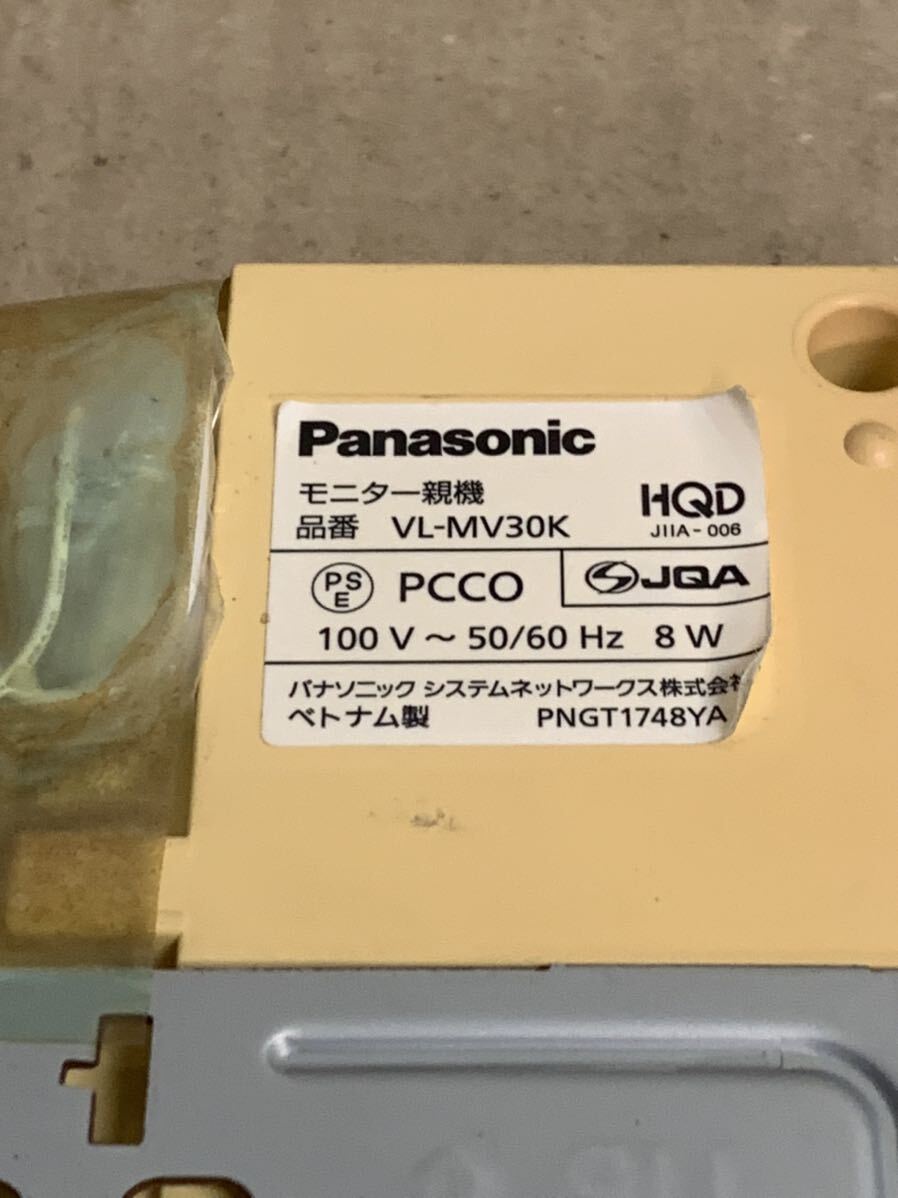 Panasonic
モニター親機
品番 VL-MV30K
HQD
JIIA-006
PSE PCCO
JQA
100 V ～ 50/60 Hz 8 W
パナソニック システムネットワークス株式会社
ベトナム製 PNGT1748YA